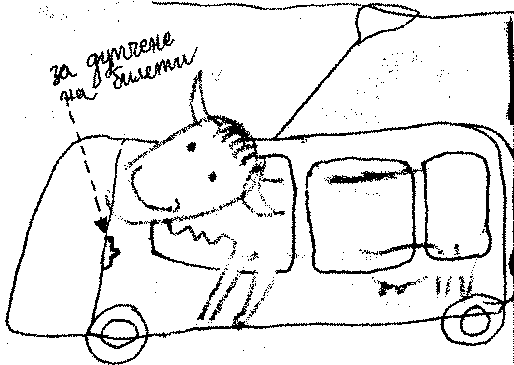 за дупчене
на билети